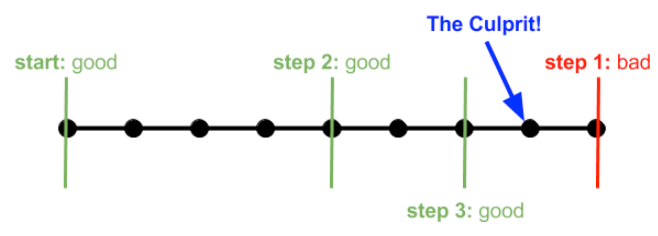 The Culprit!
start: good
step 2: good
step 1: bad
step 3: good